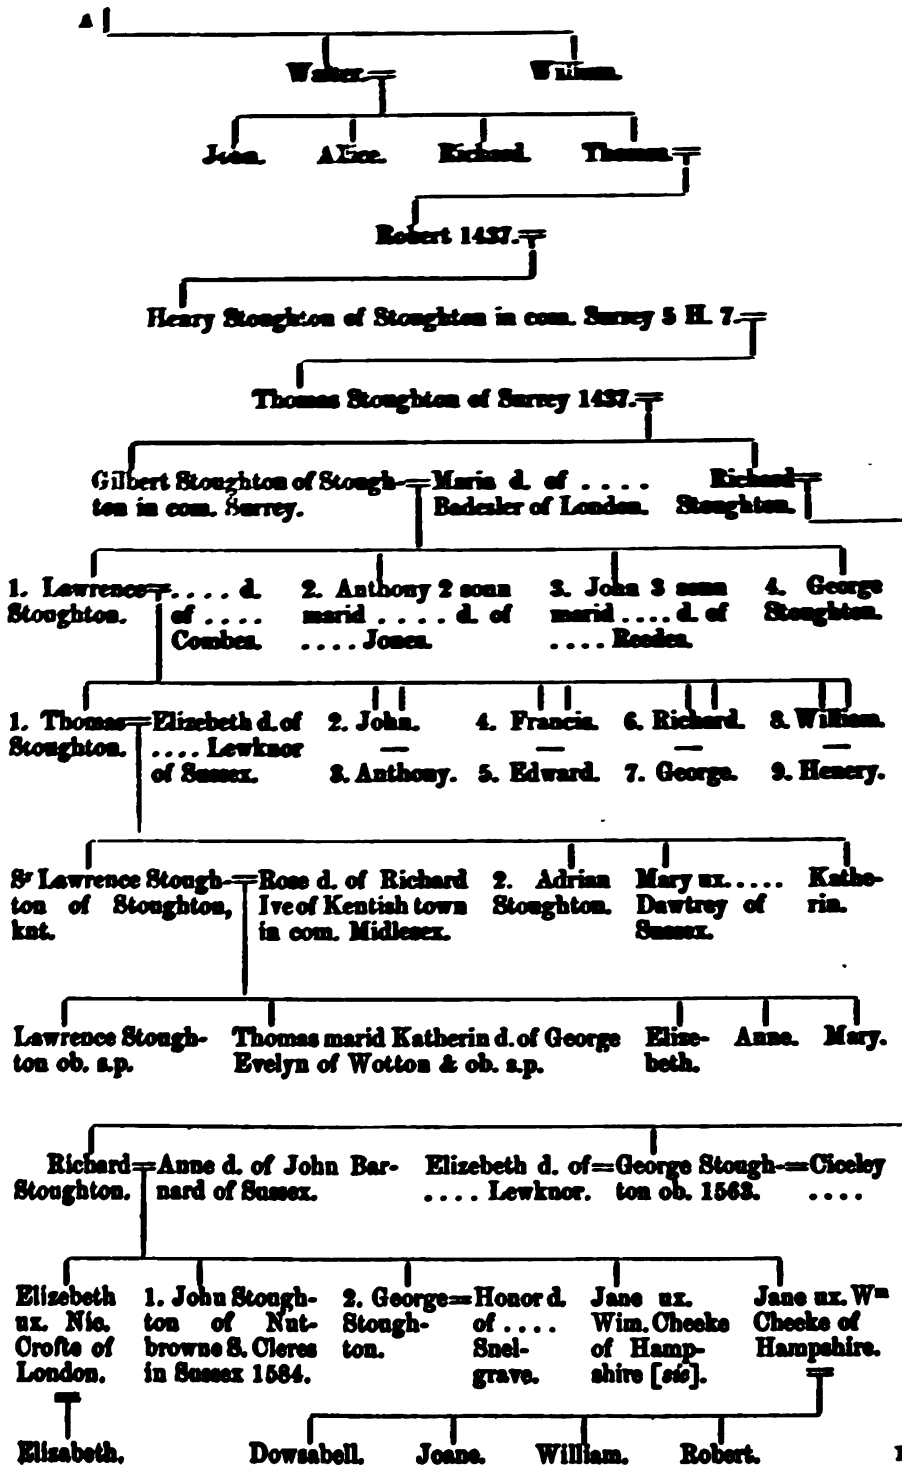 A
Walter. William.
Joan. Alice. Richard. Thomas.
Robert 1437.
Henry Stoughton of Stoughton in com. Surrey 5 H. 7.
Thomas Stoughton of Surrey 1437.
Gilbert Stoughton of Stough-
ton in com. Surrey.
Maria d. of . . . .
Badesler of London.
Richard
Stoughton.
1. Lawrence
Stoughton.
. . . . d.
of . . . .
Combes.
2. Anthony 2 sonn
marid . . . . d. of
. . . . Jones.
3. John 3 sonn
marid . . . . d. of
. . . . Reedes.
4. George
Stoughton.
1. Thomas
Stoughton.
Elizebeth d. of
. . . . Lewknor
of Sussex.
2. John.
3. Anthony.
4. Francis.
5. Edward.
6. Richard.
7. George.
8. William.
9. Henery.
Sr Lawrence Stough-
ton of Stoughton,
knt.
Rose d. of Richard
Ive of Kentish town
in com. Midlesex.
2. Adrian
Stoughton.
Mary ux. . . . .
Dawtrey of
Sussex.
Kathe-
rin.
Lawrence Stough-
ton ob. s.p.
Thomas marid Katherin d. of George
Evelyn of Wotton & ob. s.p.
Elize-
beth.
Anne.
Mary.
Richard
Stoughton.
Anne d. of John Bar-
nard of Sussex.
Elizebeth d. of
. . . . Lewknor.
George Stough-
ton ob. 1563.
Ciceley
. . . .
Elizebeth
ux. Nic.
Crofte of
London.
1. John Stough-
ton of Nut-
browne S. Cleres
in Sussex 1584.
2. George
Stough-
ton.
Honor d.
of . . . .
Snel-
grave.
Jane ux.
Wim. Cheeke
of Hamp-
shire [sic].
Jane ux. Wm
Cheeke of
Hampshire.
Elizabeth.
Dowsabell. Joane. William. Robert.